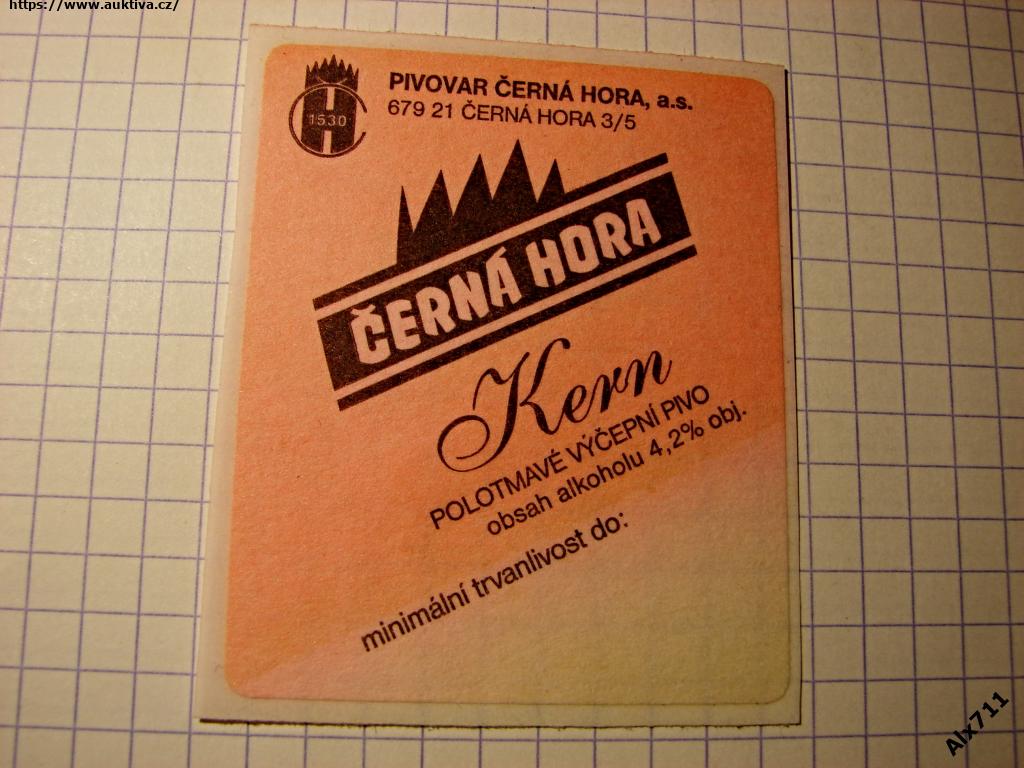 https://www.auktiva.cz/
1530
PIVOVAR ČERNÁ HORA, a.s.
679 21 ČERNÁ HORA 3/5
ČERNÁ HORA
Kern
POLOTMAVÉ VÝČEPNÍ PIVO
obsah alkoholu 4,2% obj.
minimální trvanlivost do:
Alx711